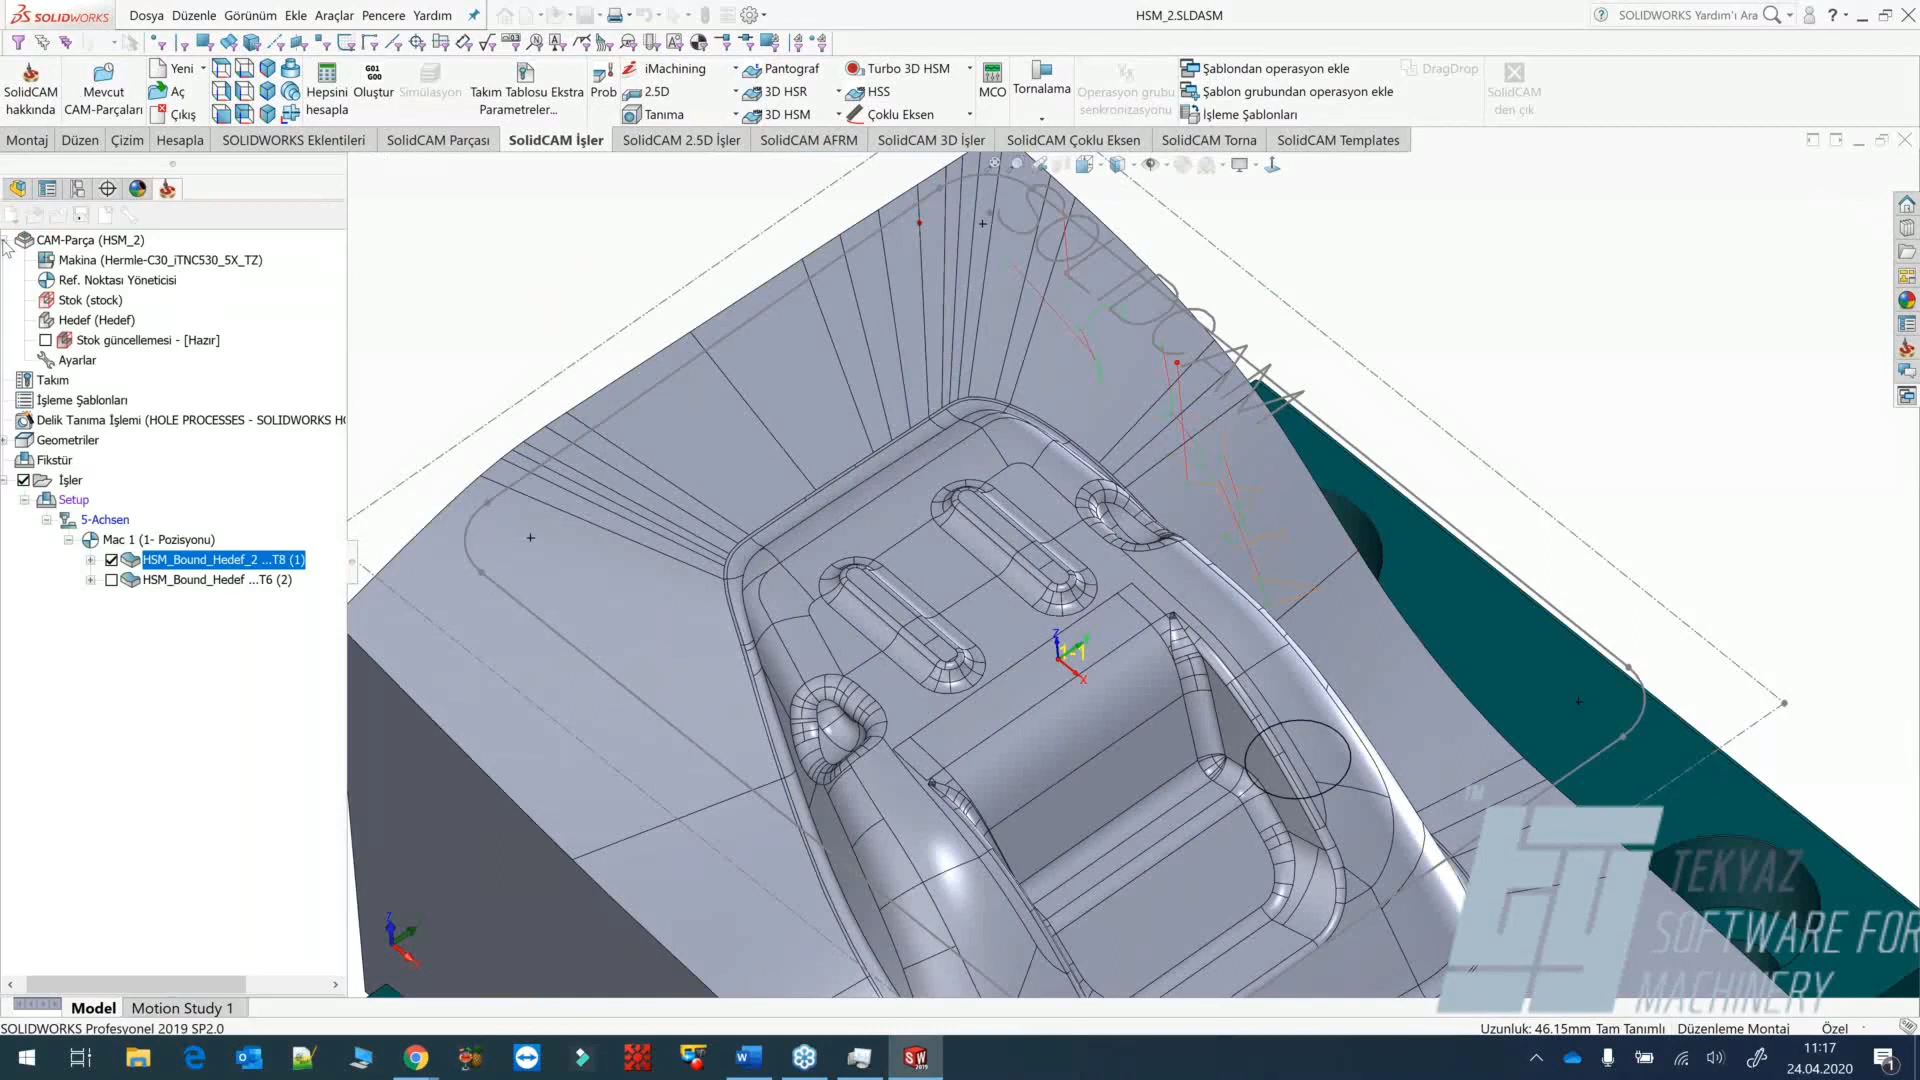 SOLIDWORKS Dosya Düzenle Görünüm Ekle Araçlar Pencere Yardım HSM_2.SLDASM SOLIDWORKS Yardım'ı Ara
SolidCAM hakkında
Mevcut CAM-Parçaları
Yeni
Aç
Çıkış
Hepsini hesapla
G01 G00
Oluştur
Simülasyon
Takım Tablosu Ekstra Parametreler...
Prob
iMachining
2.5D
Tanıma
Pantograf
3D HSR
3D HSM
Turbo 3D HSM
HSS
Çoklu Eksen
MCO
Tornalama
Operasyon grubu senkronizasyonu
Şablondan operasyon ekle
Şablon grubundan operasyon ekle
İşleme Şablonları
DragDrop
SolidCAM den çık
Montaj Düzen Çizim Hesapla SOLIDWORKS Eklentileri SolidCAM Parçası SolidCAM İşler SolidCAM 2.5D İşler SolidCAM AFRM SolidCAM 3D İşler SolidCAM Çoklu Eksen SolidCAM Torna SolidCAM Templates
CAM-Parça (HSM_2)
Makina (Hermle-C30_iTNC530_5X_TZ)
Ref. Noktası Yöneticisi
Stok (stock)
Hedef (Hedef)
Stok güncellemesi - [Hazır]
Ayarlar
Takım
İşleme Şablonları
Delik Tanıma İşlemi (HOLE PROCESSES - SOLIDWORKS H
Geometriler
Fikstür
İşler
Setup
5-Achsen
Mac 1 (1- Pozisyonu)
HSM_Bound_Hedef_2 ...T8 (1)
HSM_Bound_Hedef ...T6 (2)
SOLIDCAM
Z
1-1
X
Z
TM
TEKYAZ
SOFTWARE FOR
MACHINERY
Model Motion Study 1
SOLIDWORKS Profesyonel 2019 SP2.0 Uzunluk: 46.15mm Tam Tanımlı Düzenleme Montaj Özel
11:17
24.04.2020
1